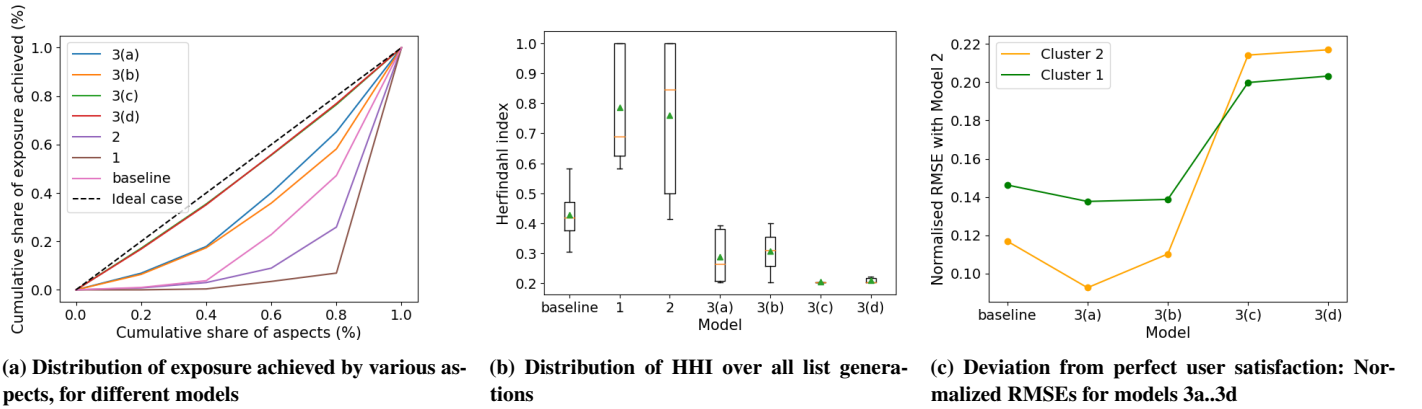 Cumulative share of exposure achieved (%)
1.0
0.8
0.6
0.4
0.2
0.0
3(a)
3(b)
3(c)
3(d)
2
1
baseline
Ideal case
0.0 0.2 0.4 0.6 0.8 1.0
Cumulative share of aspects (%)
Herfindahl index
1.0
0.9
0.8
0.7
0.6
0.5
0.4
0.3
0.2
baseline 1 2 3(a) 3(b) 3(c) 3(d)
Model
Normalised RMSE with Model 2
0.22
0.20
0.18
0.16
0.14
0.12
0.10
Cluster 2
Cluster 1
baseline 3(a) 3(b) 3(c) 3(d)
Model
(a) Distribution of exposure achieved by various as-
pects, for different models
(b) Distribution of HHI over all list genera-
tions
(c) Deviation from perfect user satisfaction: Nor-
malized RMSEs for models 3a..3d